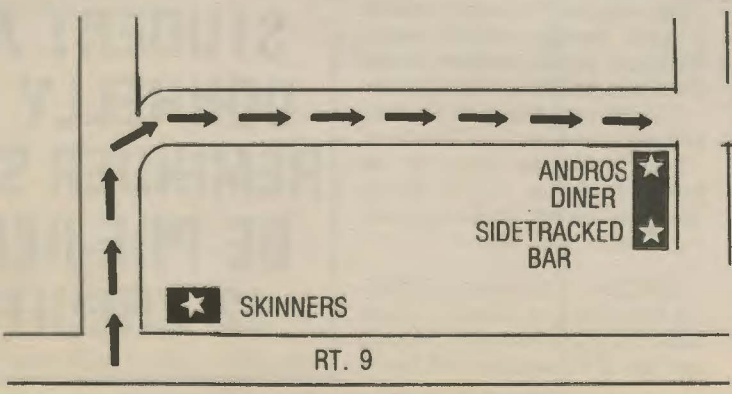 ANDROS
DINER
SIDETRACKED
BAR
SKINNERS
RT. 9